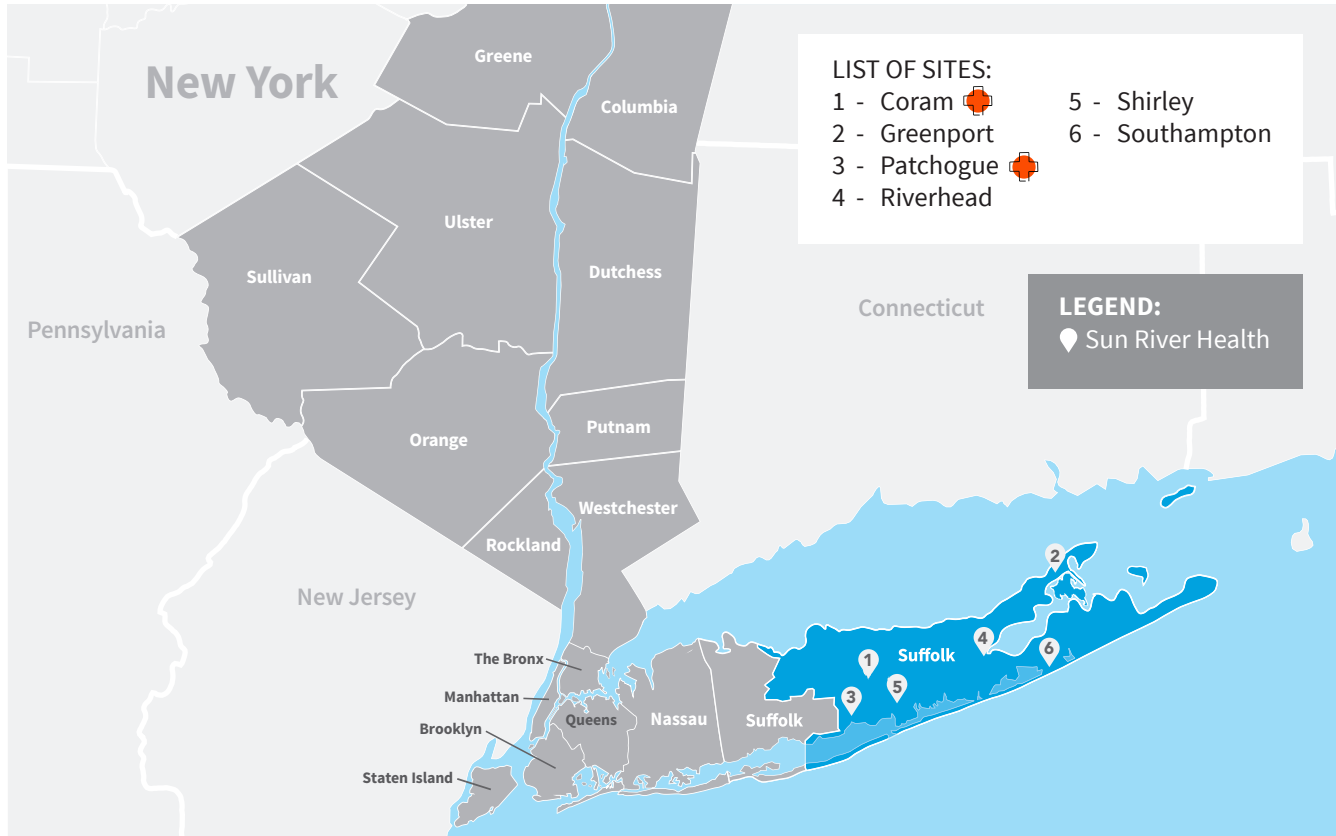 New York
Greene
Columbia
Ulster
Sullivan
Dutchess
Pennsylvania
Connecticut
Orange
Putnam
Westchester
Rockland
New Jersey
The Bronx
Manhattan
Brooklyn
Queens
Staten Island
Nassau
Suffolk
Suffolk
1
2
3
4
5
6
LIST OF SITES:
1 - Coram
2 - Greenport
3 - Patchogue
4 - Riverhead
5 - Shirley
6 - Southampton
LEGEND:
Sun River Health